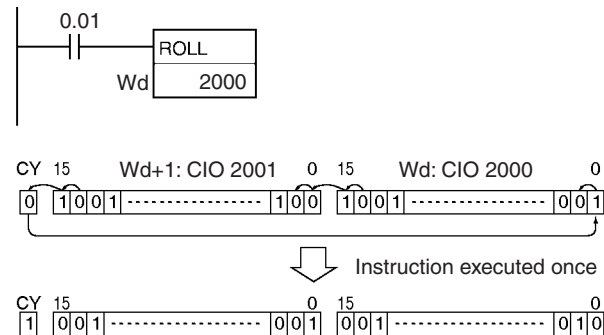 0.01
ROLL
Wd 2000
CY 15 Wd+1: CIO 2001 0 15 Wd: CIO 2000 0
0 1 0 0 1 1 0 0 1 0 0 1 0 0 1
Instruction executed once
CY 15 0 15 0
1 0 0 1 0 0 1 0 0 1 0 1 0